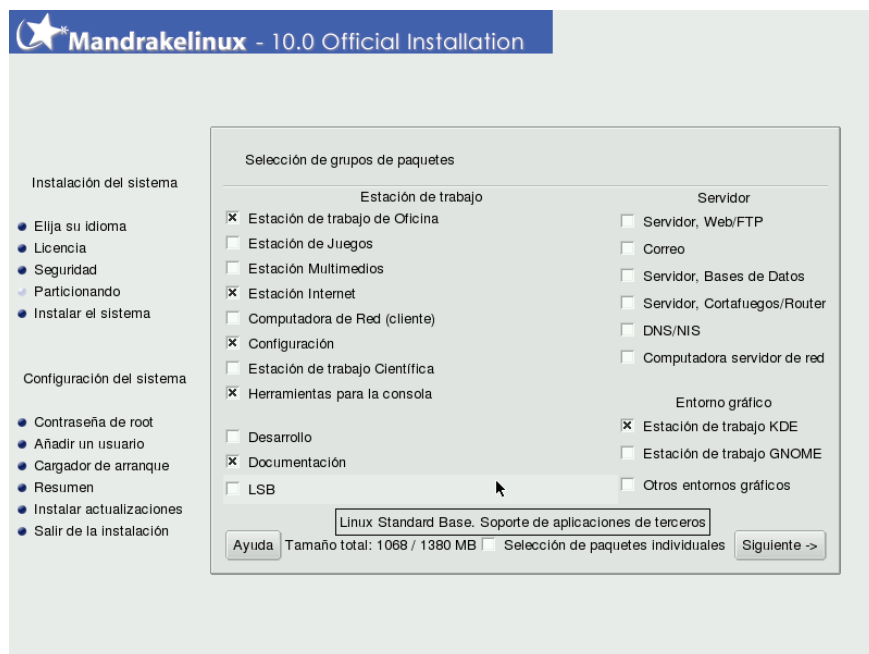 Mandrakelinux - 10.0 Official Installation
Instalación del sistema
Elija su idioma
Licencia
Seguridad
Particionando
Instalar el sistema
Configuración del sistema
Contraseña de root
Añadir un usuario
Cargador de arranque
Resumen
Instalar actualizaciones
Salir de la instalación
Selección de grupos de paquetes
Estación de trabajo
Estación de trabajo de Oficina
Estación de Juegos
Estación Multimedios
Estación Internet
Computadora de Red (cliente)
Configuración
Estación de trabajo Científica
Herramientas para la consola
Desarrollo
Documentación
LSB
Servidor
Servidor, Web/FTP
Correo
Servidor, Bases de Datos
Servidor, Cortafuegos/Router
DNS/NIS
Computadora servidor de red
Entorno gráfico
Estación de trabajo KDE
Estación de trabajo GNOME
Otros entornos gráficos
Linux Standard Base. Soporte de aplicaciones de terceros
Ayuda Tamaño total: 1068 / 1380 MB Selección de paquetes individuales Siguiente ->